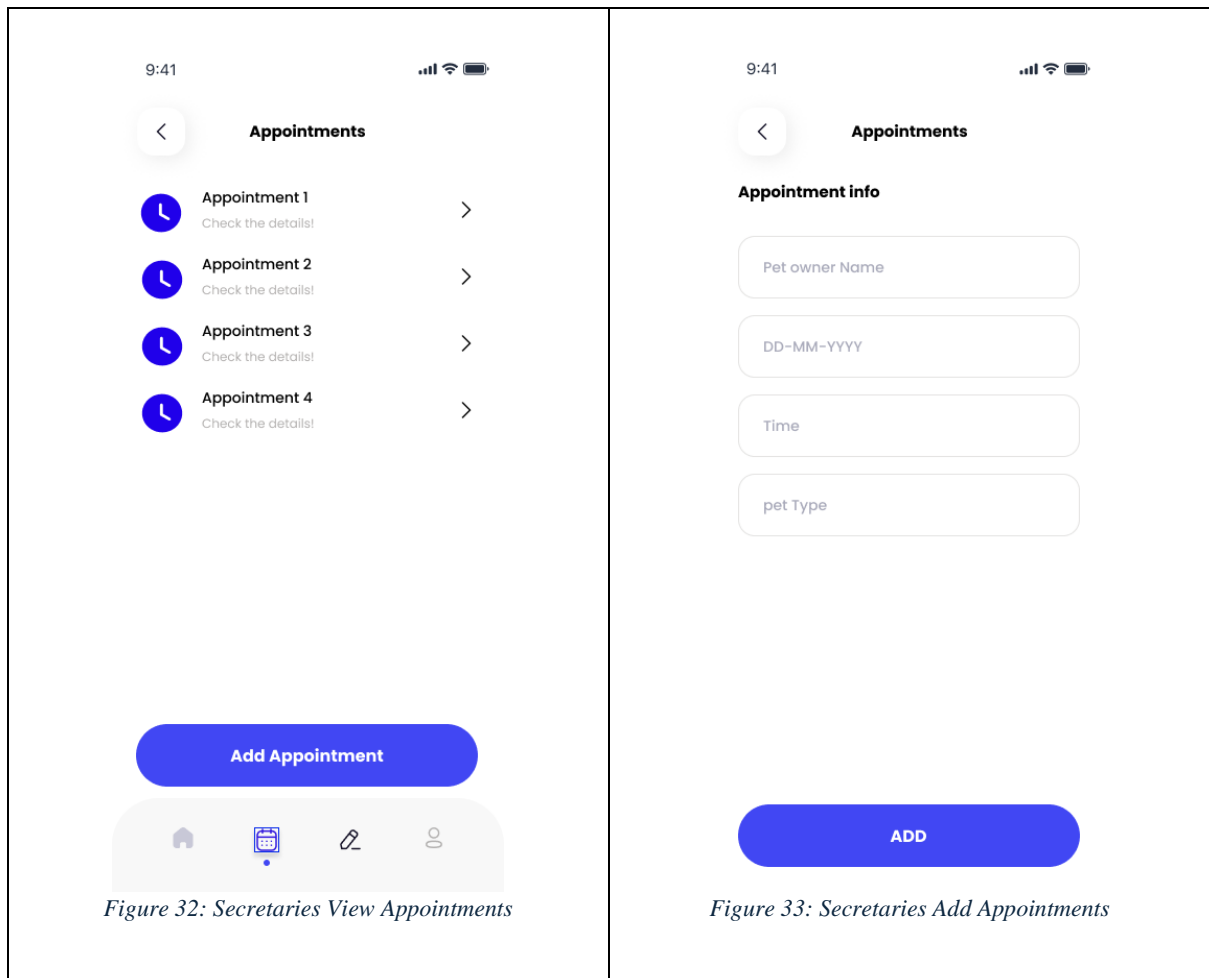 9:41
Appointments
Appointment 1
Check the details!
Appointment 2
Check the details!
Appointment 3
Check the details!
Appointment 4
Check the details!
Add Appointment
Figure 32: Secretaries View Appointments
9:41
Appointments
Appointment info
Pet owner Name
DD-MM-YYYY
Time
pet Type
ADD
Figure 33: Secretaries Add Appointments